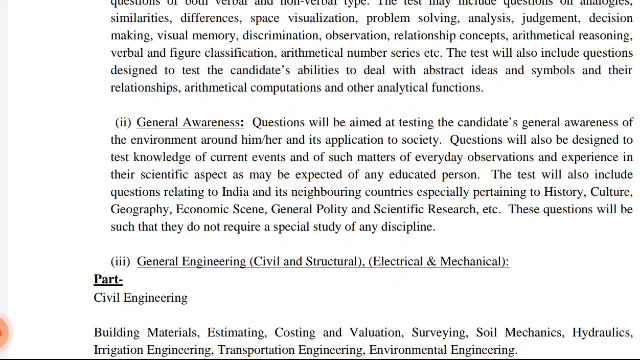 questions of both verbal and non-verbal type. The test may include questions on analogies,
similarities, differences, space visualization, problem solving, analysis, judgement, decision
making, visual memory, discrimination, observation, relationship concepts, arithmetical reasoning,
verbal and figure classification, arithmetical number series etc. The test will also include questions
designed to test the candidate's abilities to deal with abstract ideas and symbols and their
relationships, arithmetical computations and other analytical functions.
(ii) General Awareness: Questions will be aimed at testing the candidate's general awareness of
the environment around him/her and its application to society. Questions will also be designed to
test knowledge of current events and of such matters of everyday observations and experience in
their scientific aspect as may be expected of any educated person. The test will also include
questions relating to India and its neighbouring countries especially pertaining to History, Culture,
Geography, Economic Scene, General Polity and Scientific Research, etc. These questions will be
such that they do not require a special study of any discipline.
(iii) General Engineering (Civil and Structural), (Electrical & Mechanical):
Part-
Civil Engineering
Building Materials, Estimating, Costing and Valuation, Surveying, Soil Mechanics, Hydraulics,
Irrigation Engineering, Transportation Engineering, Environmental Engineering.